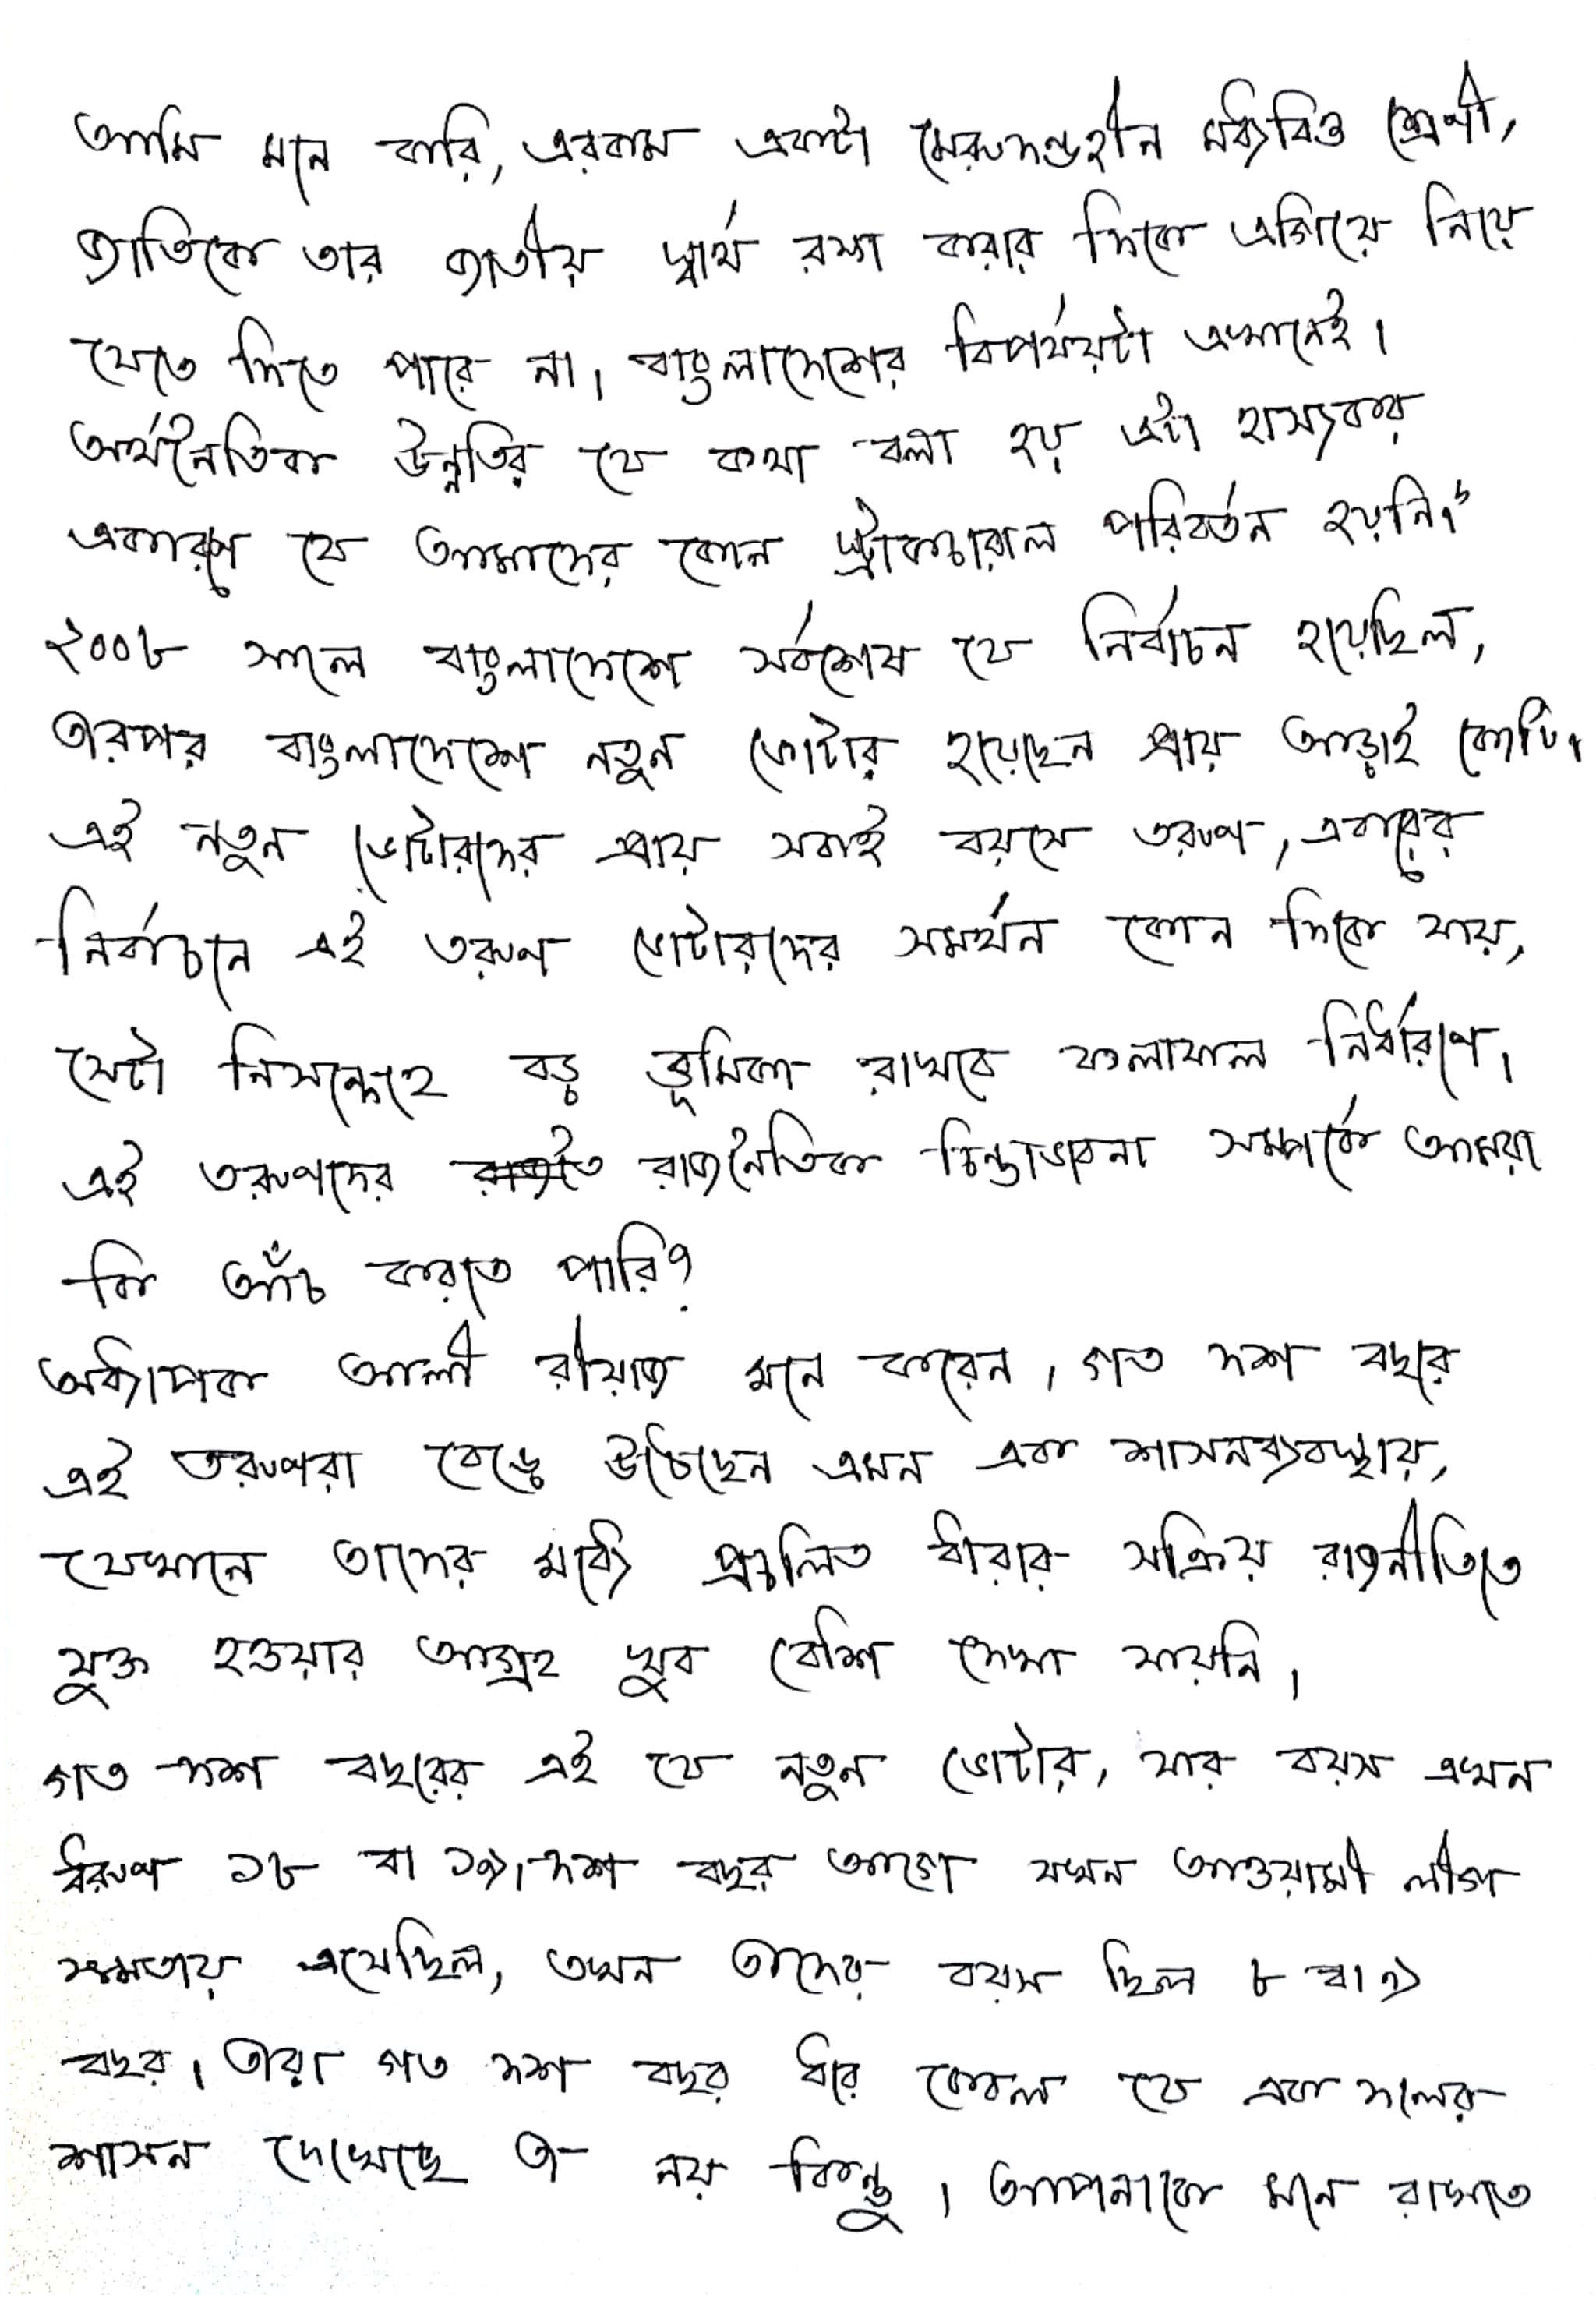 আমি মনে করি, এরকম একটা মেরুদন্ডহীন মধ্যবিত্ত শ্রেণী,
জাতিকে তার জাতীয় স্বার্থ রক্ষা করার দিকে এগিয়ে নিয়ে
যেতে দিতে পারে না। বাংলাদেশের বিপর্যয়টা এখানেই।
অর্থনৈতিক উন্নতির যে কথা বলা হয় এটা হাস্যকর
একারণে যে আমাদের কোন স্ট্রাকচারাল পরিবর্তন হয়নি।"
২০০৮ সালে বাংলাদেশে সর্বশেষ যে নির্বাচন হয়েছিল,
তারপর বাংলাদেশে নতুন ভোটার হয়েছেন প্রায় আড়াই কোটি।
এই নতুন ভোটারদের প্রায় সবাই বয়সে তরুণ, এবারের
নির্বাচনে এই তরুণ ভোটারদের সমর্থন কোন দিকে যায়,
সেটা নিসন্দেহে বড় ভূমিকা রাখবে ফলাফল নির্ধারণে।
এই তরুণদের রাজনৈতিক চিন্তাভাবনা সম্পর্কে আমরা
কি আঁচ করতে পারি?
অধ্যাপক আলী রীয়াজ মনে করেন, গত দশ বছরে
এই তরুণরা বেড়ে উঠেছেন এমন এক শাসনব্যবস্থায়,
যেখানে তাদের মধ্যে প্রচলিত ধারার সক্রিয় রাজনীতিতে
যুক্ত হওয়ার আগ্রহ খুব বেশি দেখা যায়নি।
গত দশ বছরের এই যে নতুন ভোটার, যার বয়স এখন
ধরুণ ১৮ বা ১৯। দশ বছর আগে যখন আওয়ামী লীগ
ক্ষমতায় এসেছিল, তখন তাদের বয়স ছিল ৮ বা ৯
বছর। তারা গত দশ বছর ধরে কেবল যে এক দলের
শাসন দেখেছে তা নয় কিন্তু। আপনাকে মনে রাখতে